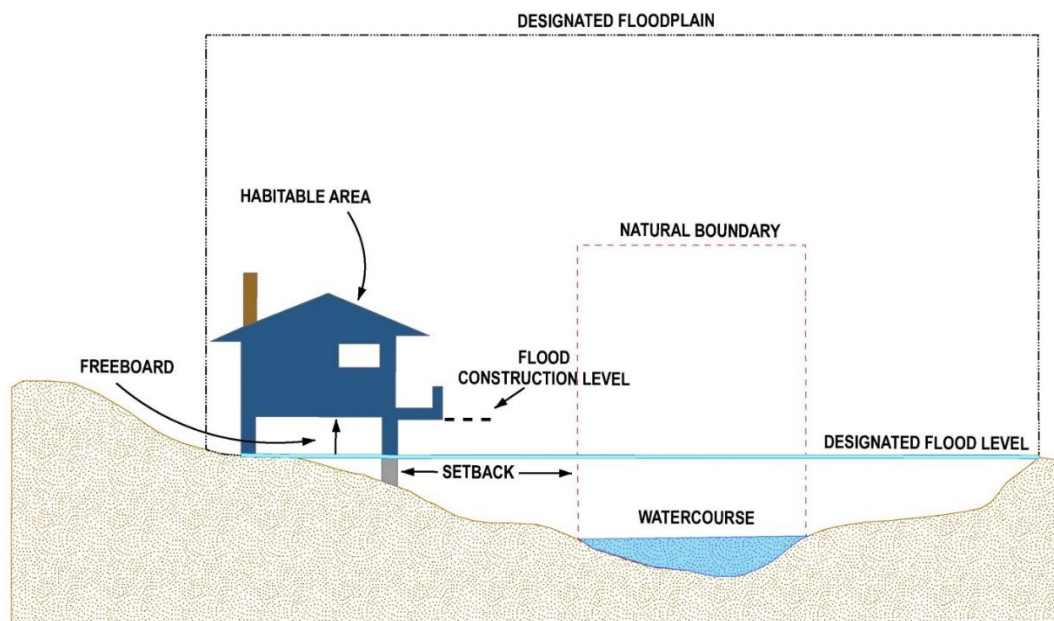 DESIGNATED FLOODPLAIN
HABITABLE AREA
NATURAL BOUNDARY
FREEBOARD
FLOOD
CONSTRUCTION LEVEL
DESIGNATED FLOOD LEVEL
SETBACK
WATERCOURSE